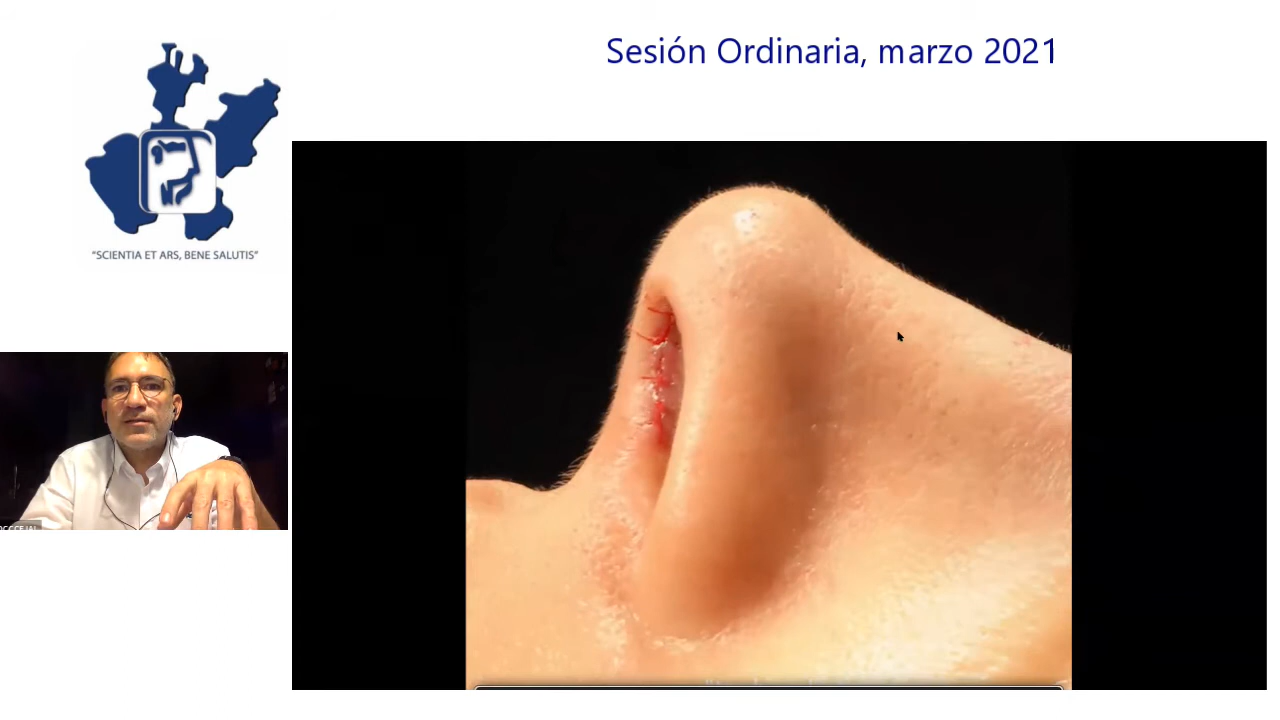 Sesión Ordinaria, marzo 2021
“SCIENTIA ET ARS, BENE SALUTIS”